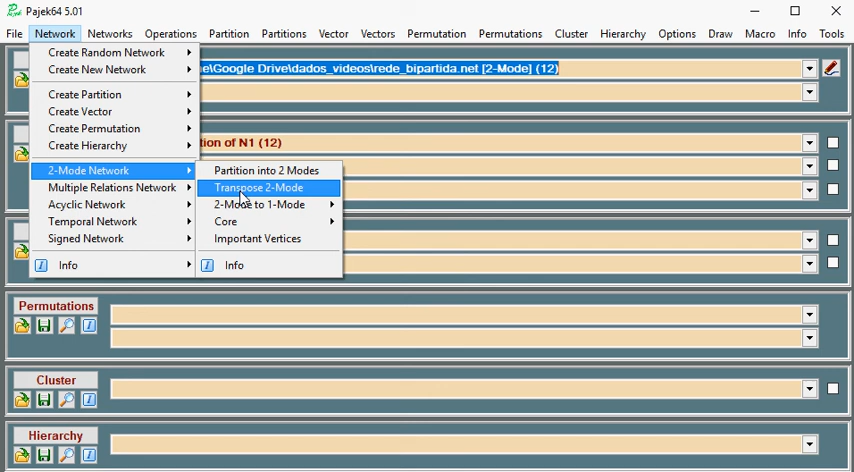 Pajek64 5.01
File Network Networks Operations Partition Partitions Vector Vectors Permutation Permutations Cluster Hierarchy Options Draw Macro Info Tools
Create Random Network
Create New Network
e\Google Drive\dados_videos\rede_bipartida.net [2-Mode] (12)
Create Partition
Create Vector
Create Permutation
Create Hierarchy
tion of N1 (12)
2-Mode Network
Multiple Relations Network
Acyclic Network
Temporal Network
Signed Network
Info
Partition into 2 Modes
Transpose 2-Mode
2-Mode to 1-Mode
Core
Important Vertices
Info
Permutations
Cluster
Hierarchy